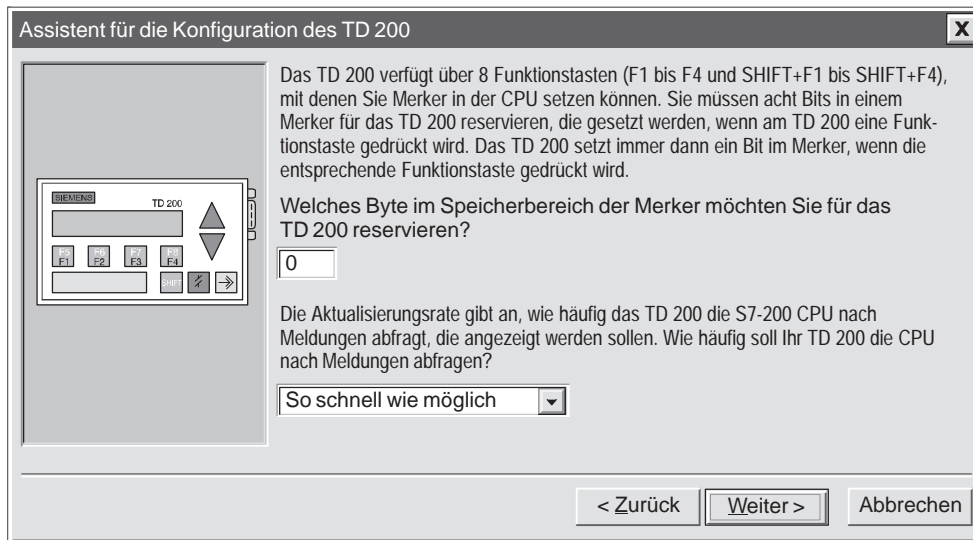 Assistent für die Konfiguration des TD 200
X
Das TD 200 verfügt über 8 Funktionstasten (F1 bis F4 und SHIFT+F1 bis SHIFT+F4),
mit denen Sie Merker in der CPU setzen können. Sie müssen acht Bits in einem
Merker für das TD 200 reservieren, die gesetzt werden, wenn am TD 200 eine Funk-
tionstaste gedrückt wird. Das TD 200 setzt immer dann ein Bit im Merker, wenn die
entsprechende Funktionstaste gedrückt wird.
SIEMENS
TD 200
F5 F6 F7 F8
F1 F2 F3 F4
SHIFT
Welches Byte im Speicherbereich der Merker möchten Sie für das
TD 200 reservieren?
0
Die Aktualisierungsrate gibt an, wie häufig das TD 200 die S7-200 CPU nach
Meldungen abfragt, die angezeigt werden sollen. Wie häufig soll Ihr TD 200 die CPU
nach Meldungen abfragen?
So schnell wie möglich
< Zurück
Weiter >
Abbrechen